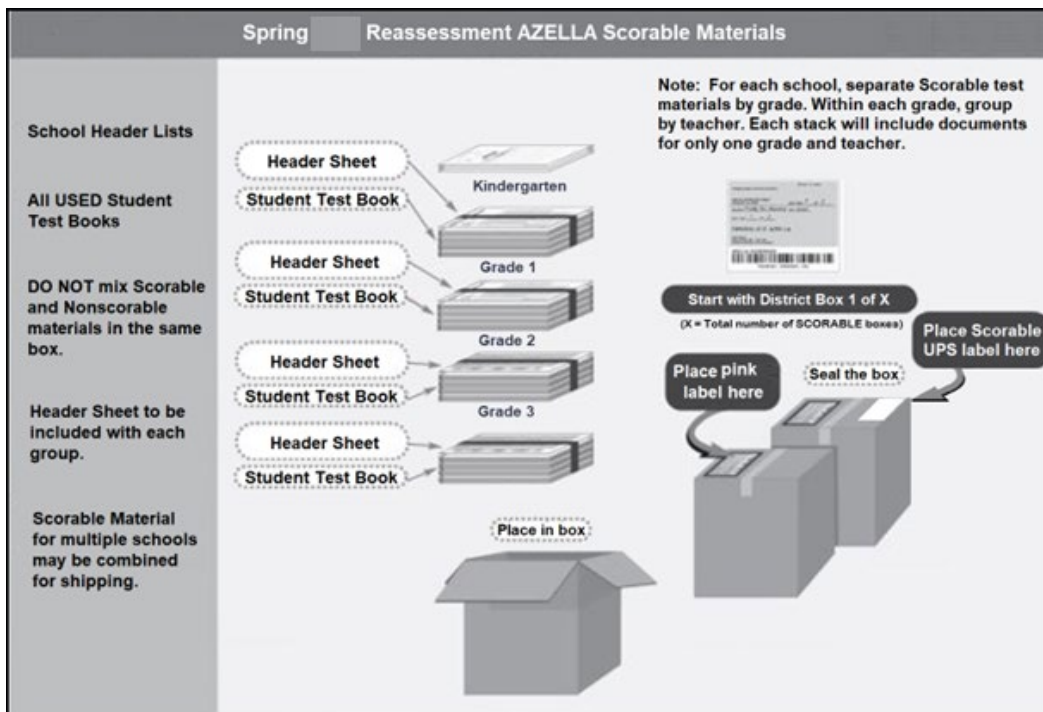 Spring Reassessment AZELLA Scorable Materials
School Header Lists
All USED Student
Test Books
DO NOT mix Scorable
and Nonscorable
materials in the same
box.
Header Sheet to be
included with each
group.
Scorable Material
for multiple schools
may be combined
for shipping.
Header Sheet
Kindergarten
Student Test Book
Grade 1
Header Sheet
Student Test Book
Grade 2
Header Sheet
Student Test Book
Grade 3
Header Sheet
Student Test Book
Place in box
Note: For each school, separate Scorable test
materials by grade. Within each grade, group
by teacher. Each stack will include documents
for only one grade and teacher.
Start with District Box 1 of X
(X = Total number of SCORABLE boxes)
Place Scorable
UPS label here
Place pink
label here
Seal the box